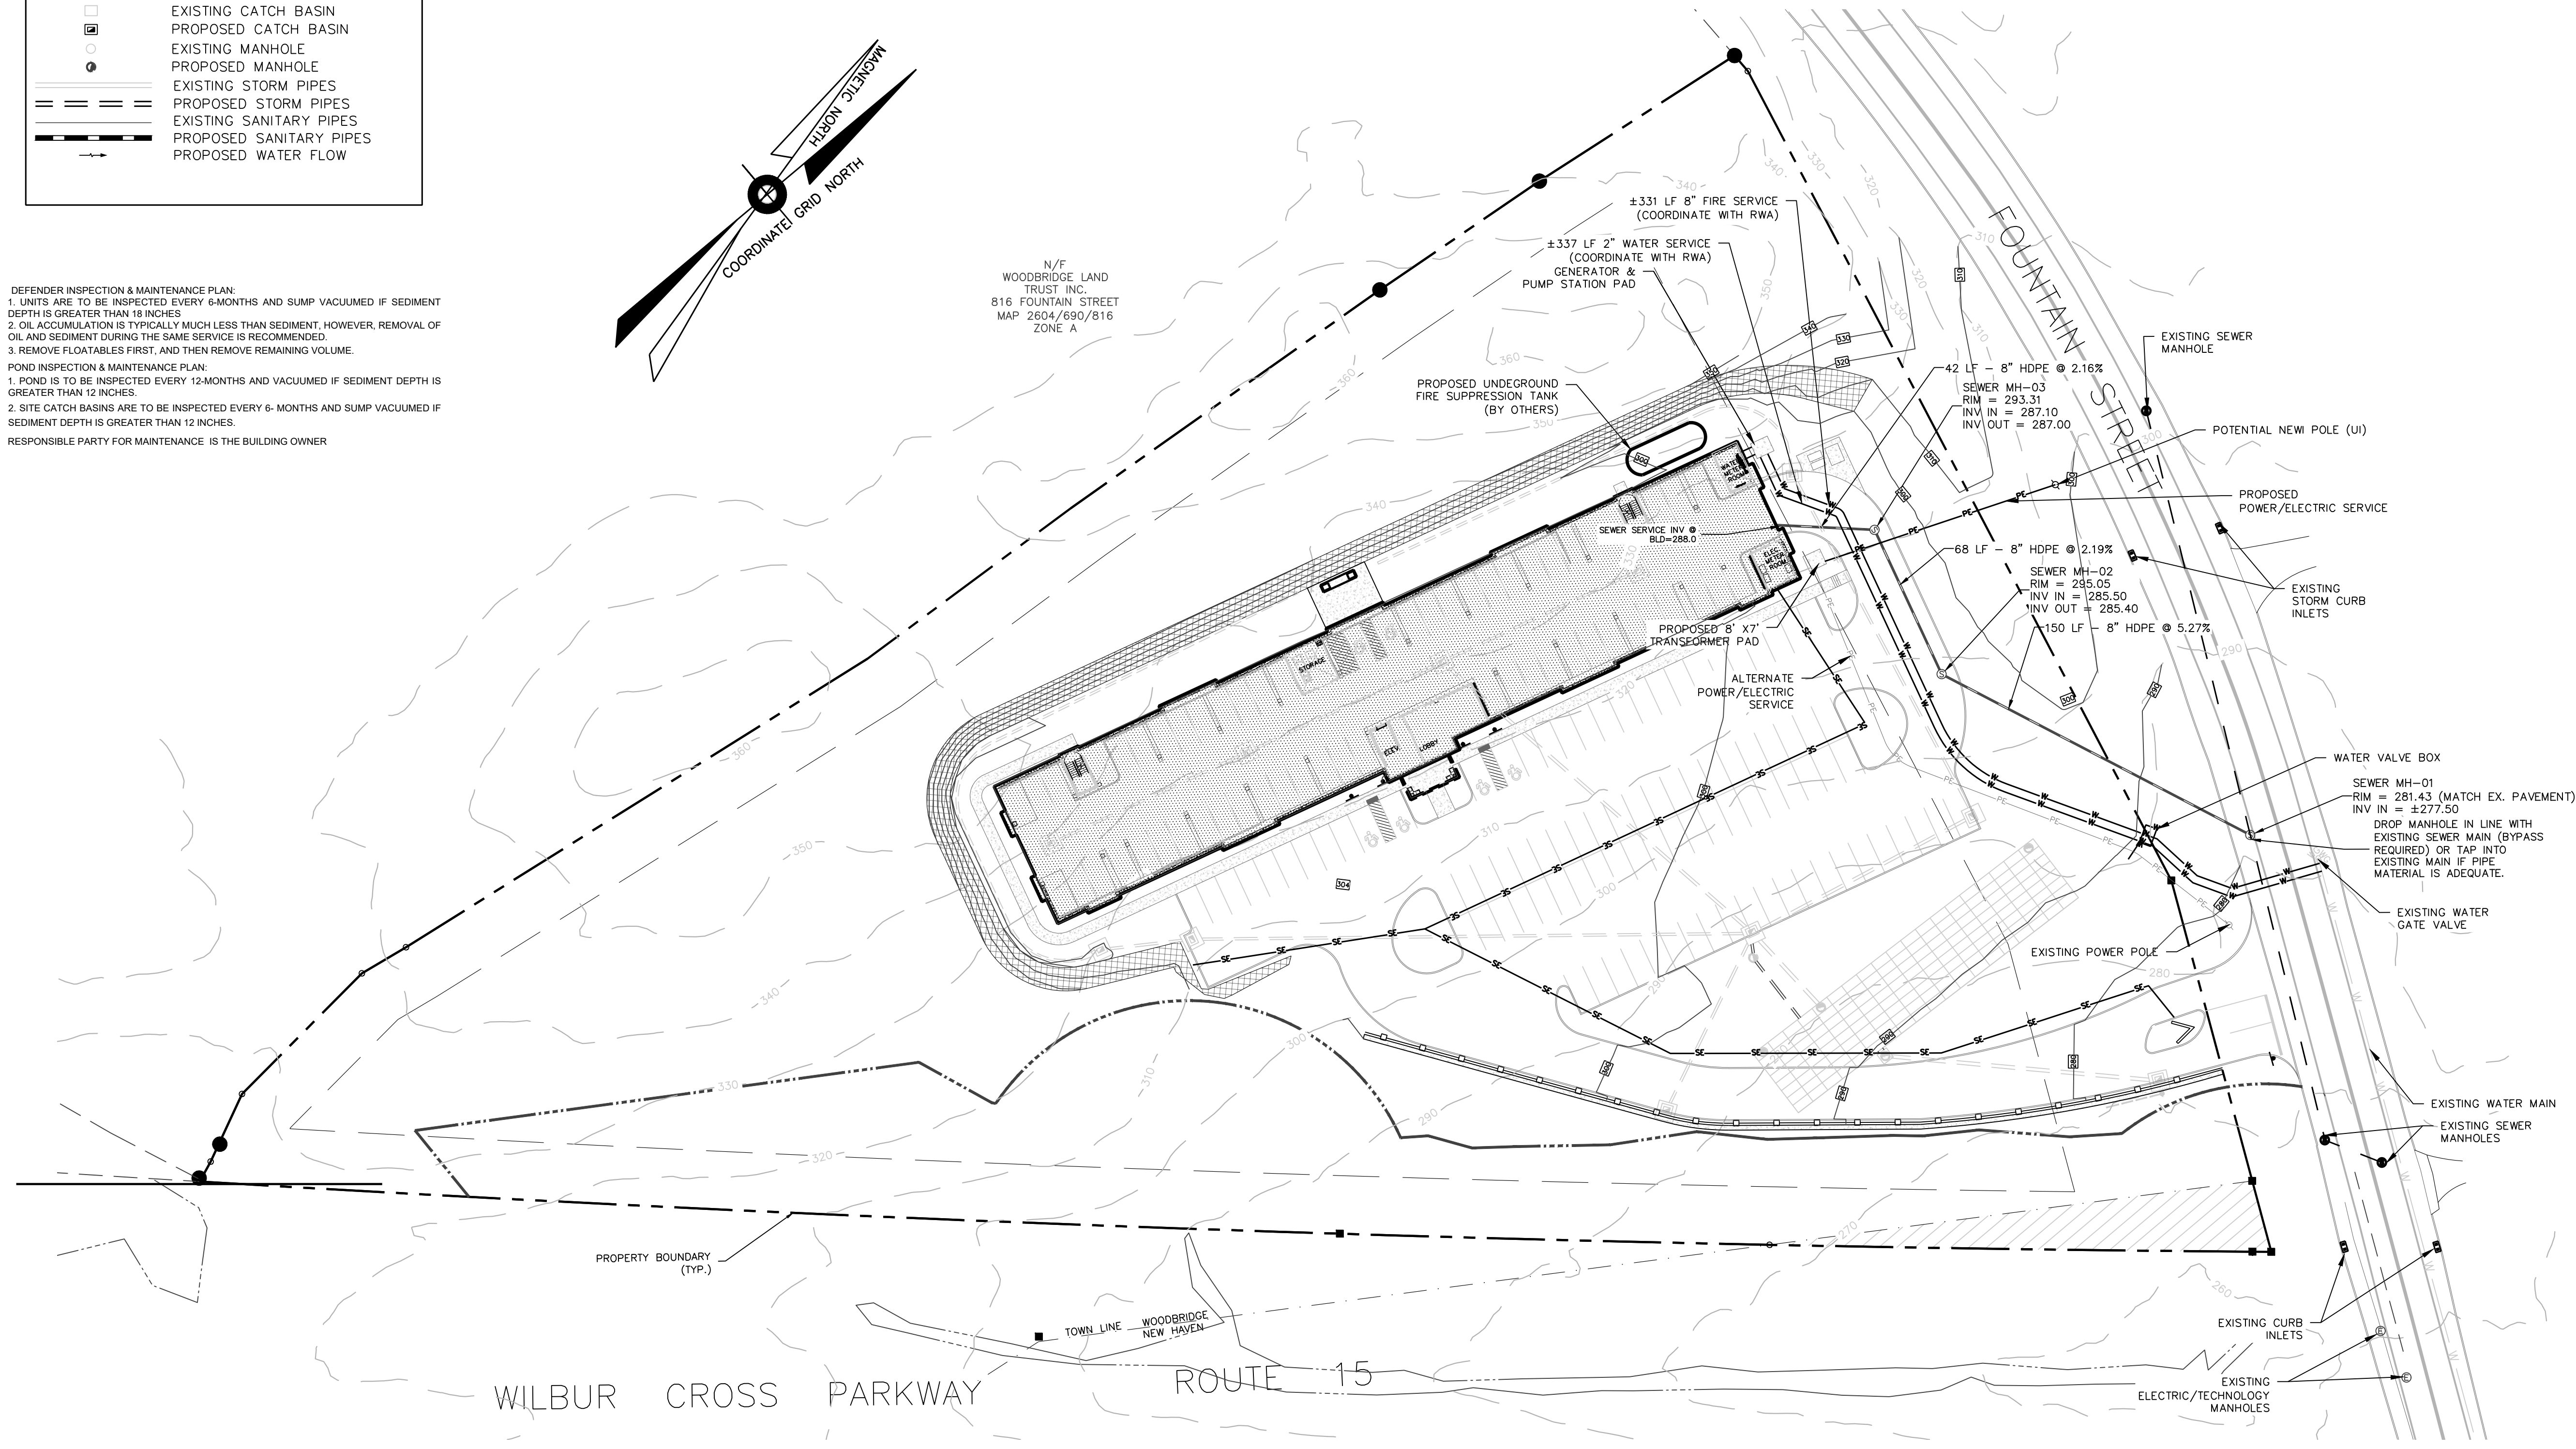 EXISTING CATCH BASIN
PROPOSED CATCH BASIN
EXISTING MANHOLE
PROPOSED MANHOLE
EXISTING STORM PIPES
PROPOSED STORM PIPES
EXISTING SANITARY PIPES
PROPOSED SANITARY PIPES
PROPOSED WATER FLOW
MAGNETIC NORTH
COORDINATE GRID NORTH
DEFENDER INSPECTION & MAINTENANCE PLAN:
1. UNITS ARE TO BE INSPECTED EVERY 6-MONTHS AND SUMP VACUUMED IF SEDIMENT
DEPTH IS GREATER THAN 18 INCHES
2. OIL ACCUMULATION IS TYPICALLY MUCH LESS THAN SEDIMENT, HOWEVER, REMOVAL OF
OIL AND SEDIMENT DURING THE SAME SERVICE IS RECOMMENDED.
3. REMOVE FLOATABLES FIRST, AND THEN REMOVE REMAINING VOLUME.
POND INSPECTION & MAINTENANCE PLAN:
1. POND IS TO BE INSPECTED EVERY 12-MONTHS AND VACUUMED IF SEDIMENT DEPTH IS
GREATER THAN 12 INCHES.
2. SITE CATCH BASINS ARE TO BE INSPECTED EVERY 6- MONTHS AND SUMP VACUUMED IF
SEDIMENT DEPTH IS GREATER THAN 12 INCHES.
RESPONSIBLE PARTY FOR MAINTENANCE IS THE BUILDING OWNER
N/F
WOODBRIDGE LAND
TRUST INC.
816 FOUNTAIN STREET
MAP 2604/690/816
ZONE A
±331 LF 8" FIRE SERVICE
(COORDINATE WITH RWA)
±337 LF 2" WATER SERVICE
(COORDINATE WITH RWA)
GENERATOR &
PUMP STATION PAD
PROPOSED UNDEGROUND
FIRE SUPPRESSION TANK
(BY OTHERS)
FOUNTAIN STREET
EXISTING SEWER
MANHOLE
42 LF - 8" HDPE @ 2.16%
SEWER MH-03
RIM = 293.31
INV IN = 287.10
INV OUT = 287.00
POTENTIAL NEWI POLE (UI)
PROPOSED
POWER/ELECTRIC SERVICE
SEWER SERVICE INV @
BLD=288.0
WATER
METER
ROOM
ELEC.
METER
ROOM
68 LF - 8" HDPE @ 2.19%
SEWER MH-02
RIM = 295.05
INV IN = 285.50
INV OUT = 285.40
EXISTING
STORM CURB
INLETS
150 LF - 8" HDPE @ 5.27%
PROPOSED 8' X7'
TRANSFORMER PAD
STORAGE
ELEV
LOBBY
ALTERNATE
POWER/ELECTRIC
SERVICE
WATER VALVE BOX
SEWER MH-01
RIM = 281.43 (MATCH EX. PAVEMENT)
INV IN = ±277.50
DROP MANHOLE IN LINE WITH
EXISTING SEWER MAIN (BYPASS
REQUIRED) OR TAP INTO
EXISTING MAIN IF PIPE
MATERIAL IS ADEQUATE.
EXISTING WATER
GATE VALVE
EXISTING POWER POLE
304
EXISTING WATER MAIN
EXISTING SEWER
MANHOLES
PROPERTY BOUNDARY
(TYP.)
TOWN LINE
WOODBRIDGE
NEW HAVEN
EXISTING CURB
INLETS
EXISTING
ELECTRIC/TECHNOLOGY
MANHOLES
WILBUR CROSS PARKWAY
ROUTE 15